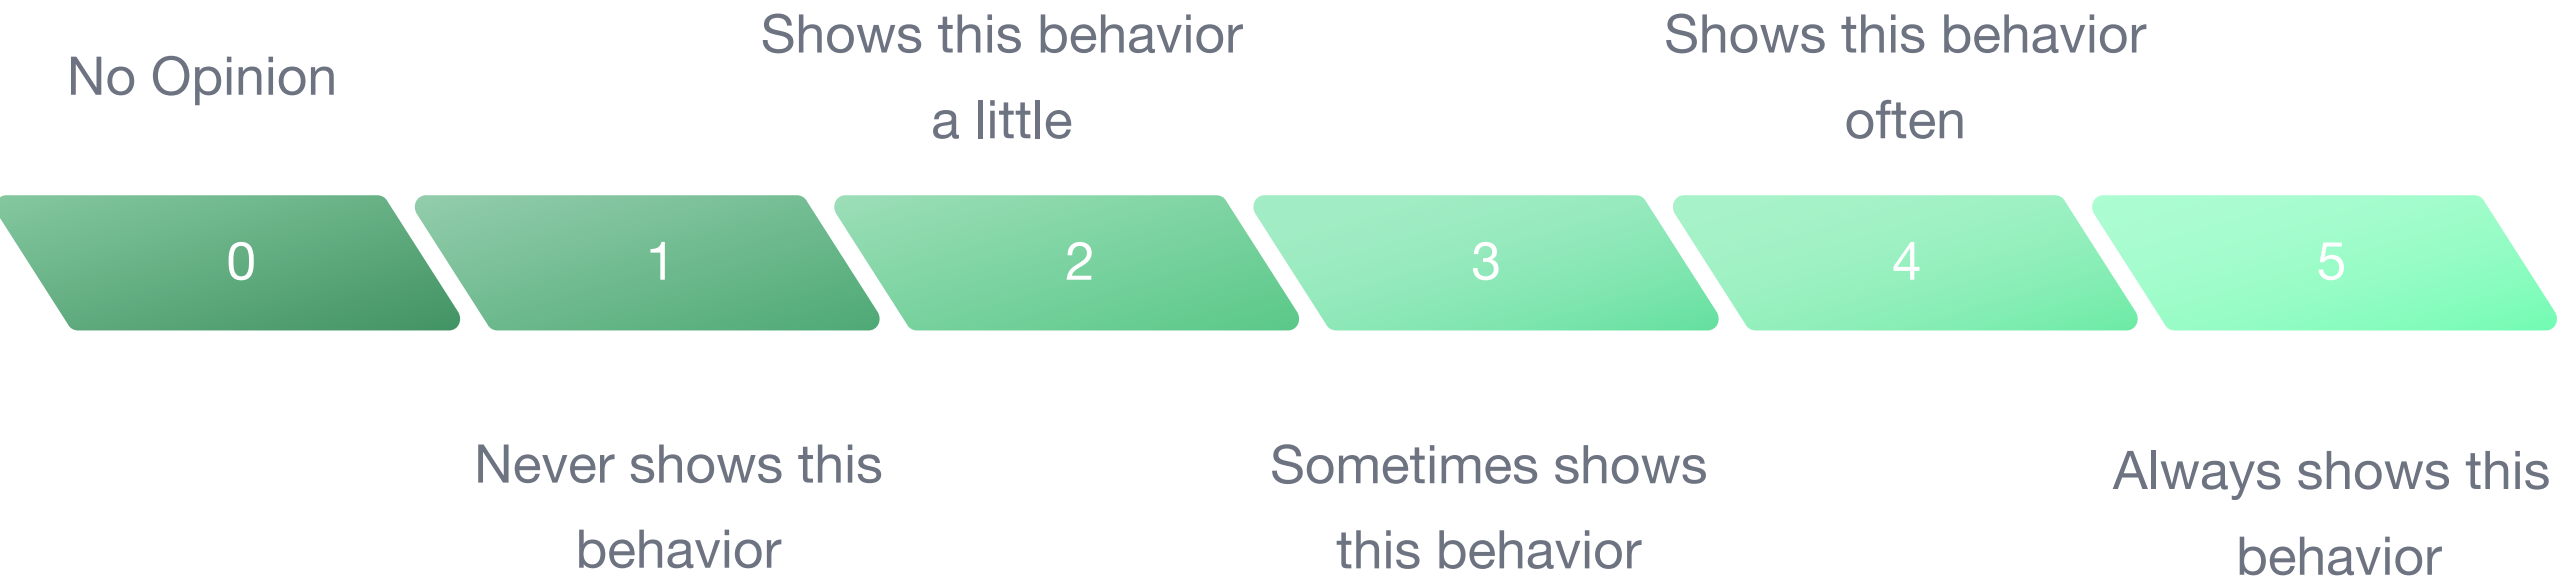 No Opinion
Shows this behavior
a little
Shows this behavior
often
0
1
2
3
4
5
Never shows this
behavior
Sometimes shows
this behavior
Always shows this
behavior